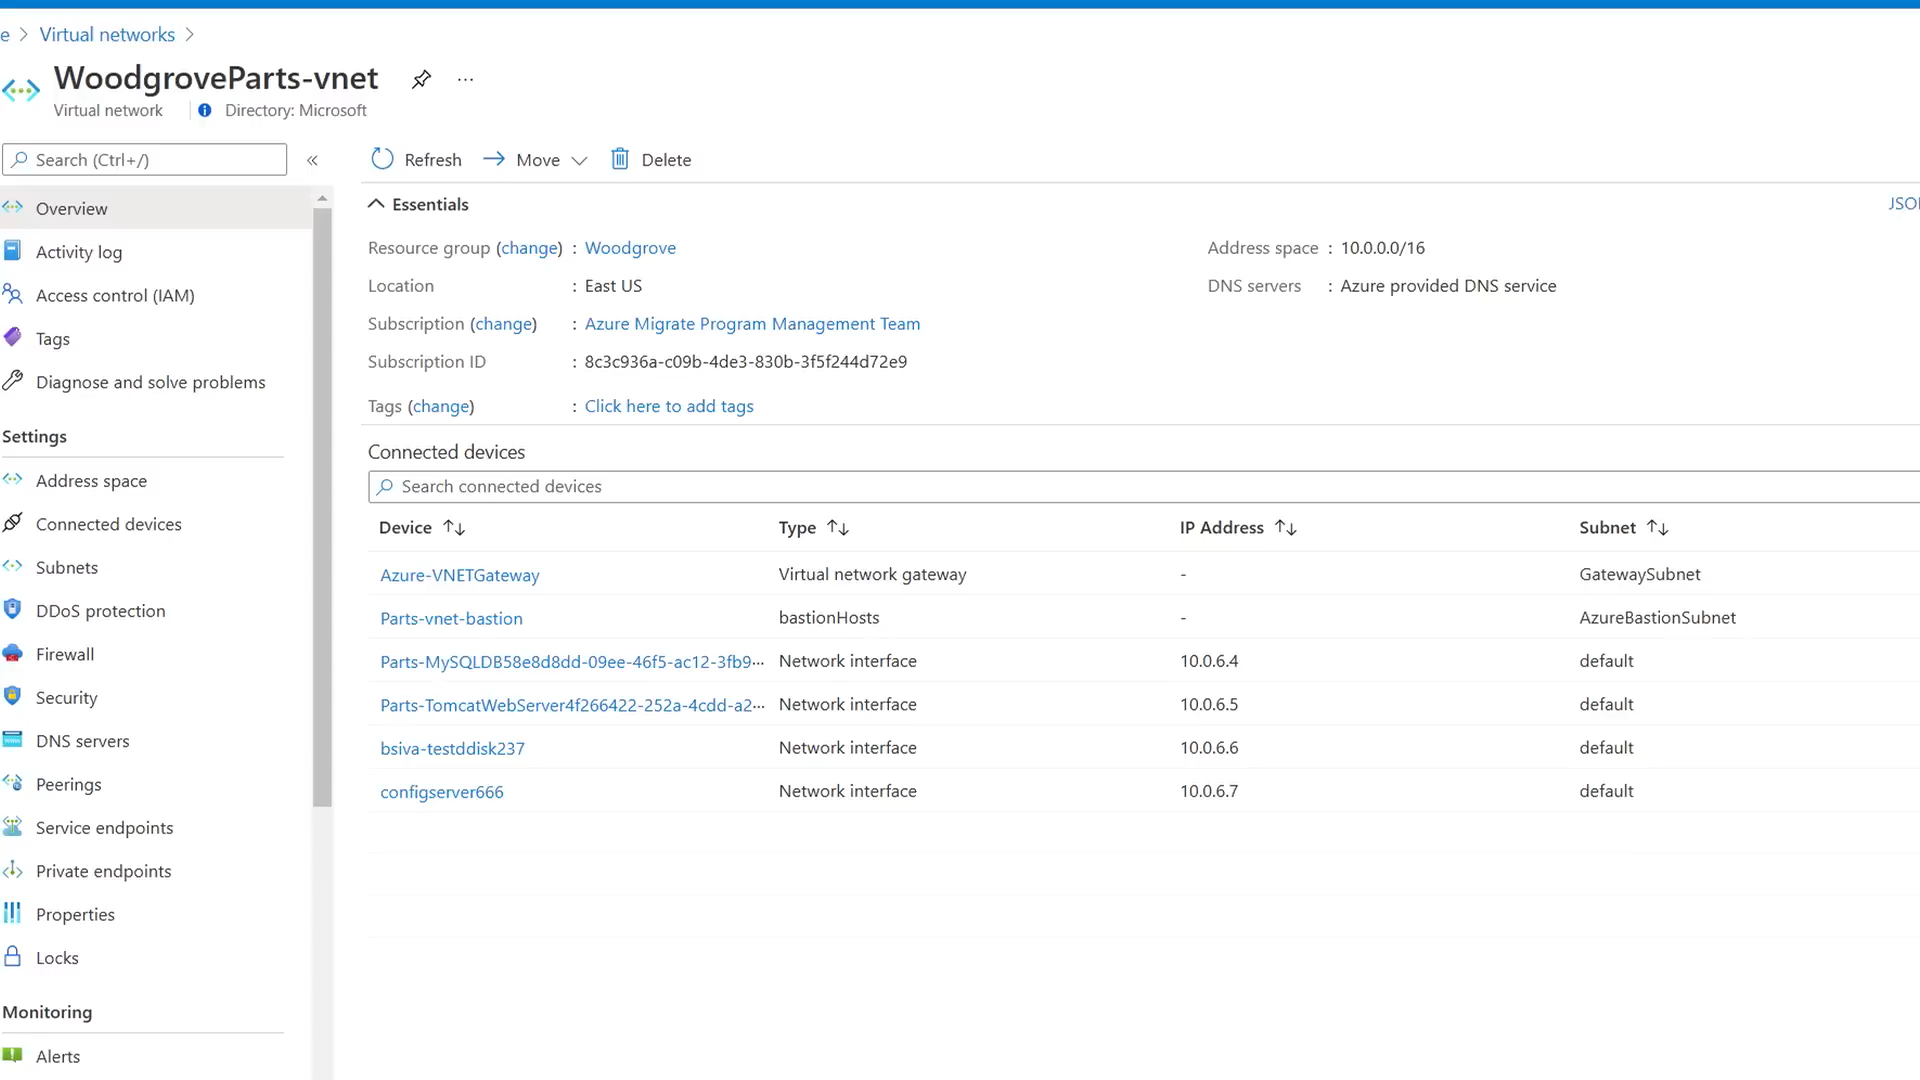 e > Virtual networks >
WoodgroveParts-vnet ...
Virtual network | Directory: Microsoft
Search (Ctrl+/) «
Refresh Move Delete
Overview
Activity log
Access control (IAM)
Tags
Diagnose and solve problems
Settings
Address space
Connected devices
Subnets
DDoS protection
Firewall
Security
DNS servers
Peerings
Service endpoints
Private endpoints
Properties
Locks
Monitoring
Alerts
Essentials
JSO
Resource group (change) : Woodgrove
Location : East US
Subscription (change) : Azure Migrate Program Management Team
Subscription ID : 8c3c936a-c09b-4de3-830b-3f5f244d72e9
Tags (change) : Click here to add tags
Address space : 10.0.0.0/16
DNS servers : Azure provided DNS service
Connected devices
Search connected devices
Device ↑↓ Type ↑↓ IP Address ↑↓ Subnet ↑↓
Azure-VNETGateway Virtual network gateway - GatewaySubnet
Parts-vnet-bastion bastionHosts - AzureBastionSubnet
Parts-MySQLDB58e8d8dd-09ee-46f5-ac12-3fb9... Network interface 10.0.6.4 default
Parts-TomcatWebServer4f266422-252a-4cdd-a2... Network interface 10.0.6.5 default
bsiva-testddisk237 Network interface 10.0.6.6 default
configserver666 Network interface 10.0.6.7 default